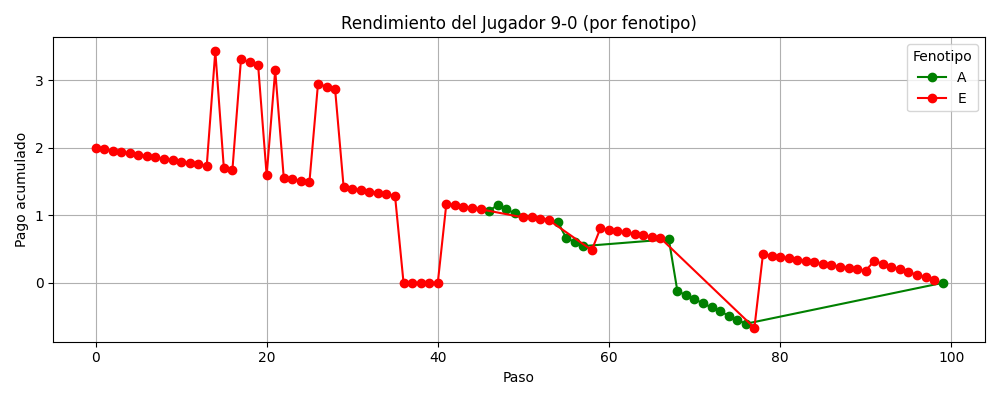 Rendimiento del Jugador 9-0 (por fenotipo)
Fenotipo
A
E
Pago acumulado
3
2
1
0
0 20 40 60 80 100
Paso